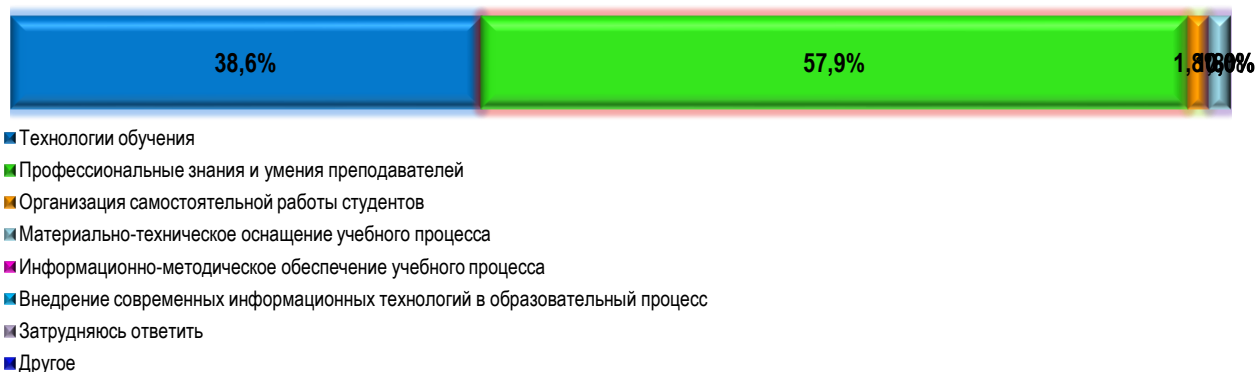 38,6% 57,9%
Технологии обучения
Профессиональные знания и умения преподавателей
Организация самостоятельной работы студентов
Материально-техническое оснащение учебного процесса
Информационно-методическое обеспечение учебного процесса
Внедрение современных информационных технологий в образовательный процесс
Затрудняюсь ответить
Другое